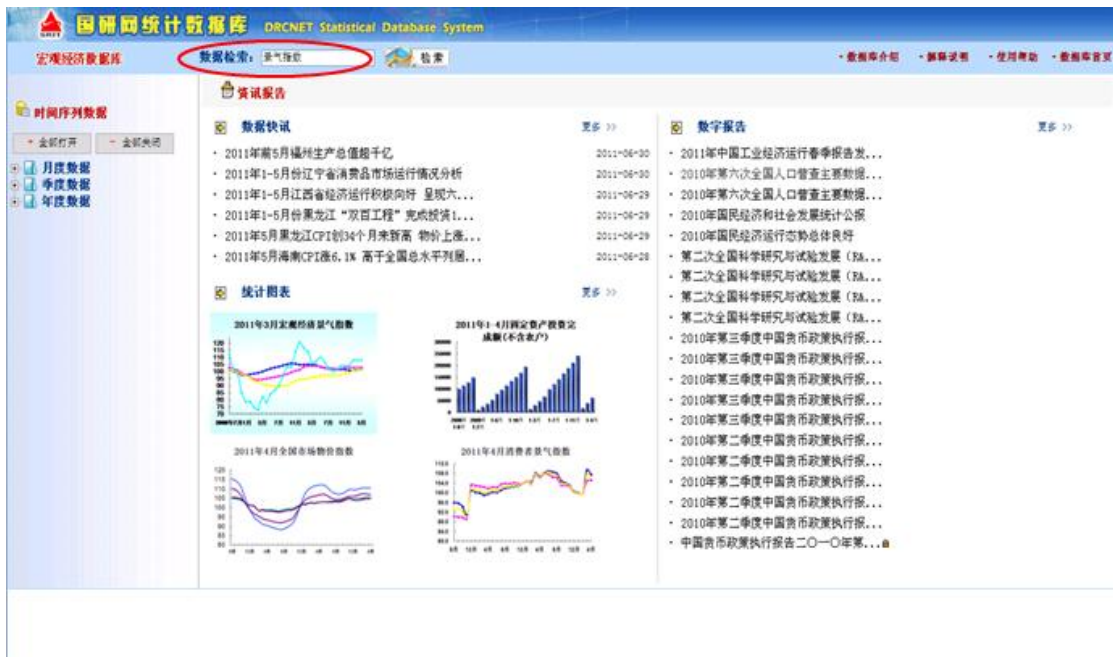 国研网统计数据库 DRCNET Statistical Database System
宏观经济数据库
数据检索: 景气指数 检索
·数据库介绍 ·解释说明 ·使用帮助 ·数据库首页
时间序列数据
+ 全部打开 - 全部关闭
月度数据
季度数据
年度数据
资讯报告
数据快讯 更多 >>
· 2011年前5月福州生产总值超千亿 2011-06-30
· 2011年1-5月份辽宁省消费品市场运行情况分析 2011-06-30
· 2011年1-5月江西省经济运行积极向好 呈现六... 2011-06-29
· 2011年1-5月份黑龙江“双百工程”完成投资1... 2011-06-29
· 2011年5月黑龙江CPI创34个月来新高 物价上涨... 2011-06-29
· 2011年5月海南CPI涨6.1% 高于全国总水平列居... 2011-06-28
统计图表 更多 >>
2011年3月宏观经济景气指数
2011年1-4月固定资产投资完
成额(不含农户)
2011年4月全国市场物价指数
2011年4月消费者景气指数
数字报告 更多 >>
· 2011年中国工业经济运行春季报告发...
· 2010年第六次全国人口普查主要数据...
· 2010年第六次全国人口普查主要数据...
· 2010年国民经济和社会发展统计公报
· 2010年国民经济运行态势总体良好
· 第二次全国科学研究与试验发展（R&...
· 第二次全国科学研究与试验发展（R&...
· 第二次全国科学研究与试验发展（R&...
· 第二次全国科学研究与试验发展（R&...
· 2010年第三季度中国货币政策执行报...
· 2010年第三季度中国货币政策执行报...
· 2010年第三季度中国货币政策执行报...
· 2010年第三季度中国货币政策执行报...
· 2010年第三季度中国货币政策执行报...
· 2010年第二季度中国货币政策执行报...
· 2010年第二季度中国货币政策执行报...
· 2010年第二季度中国货币政策执行报...
· 2010年第二季度中国货币政策执行报...
· 2010年第二季度中国货币政策执行报...
· 中国货币政策执行报告二〇一〇年第...